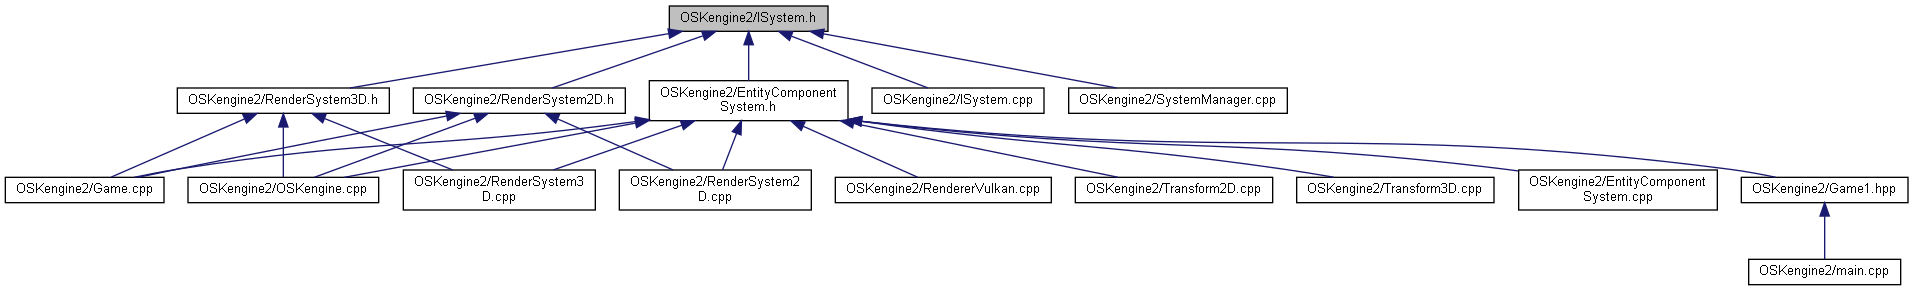 OSKengine2/ISystem.h
OSKengine2/RenderSystem3D.h
OSKengine2/RenderSystem2D.h
OSKengine2/EntityComponent
System.h
OSKengine2/ISystem.cpp
OSKengine2/SystemManager.cpp
OSKengine2/Game.cpp
OSKengine2/OSKengine.cpp
OSKengine2/RenderSystem3
D.cpp
OSKengine2/RenderSystem2
D.cpp
OSKengine2/RendererVulkan.cpp
OSKengine2/Transform2D.cpp
OSKengine2/Transform3D.cpp
OSKengine2/EntityComponent
System.cpp
OSKengine2/Game1.hpp
OSKengine2/main.cpp